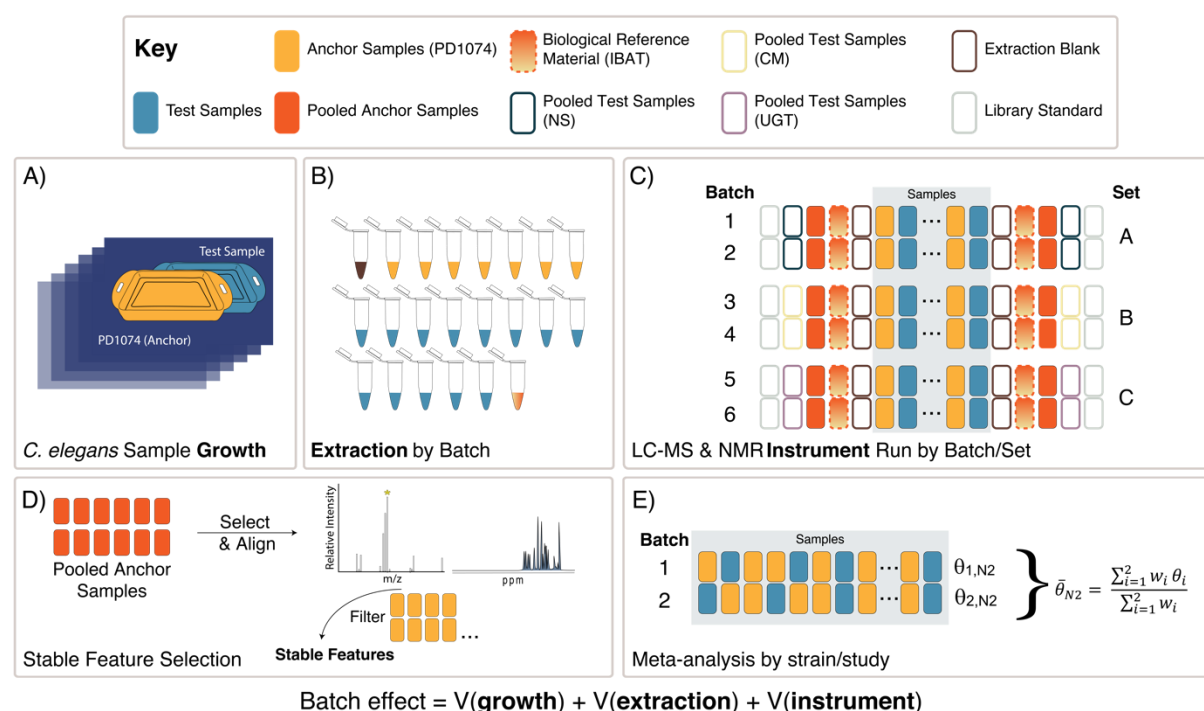 Key
Anchor Samples (PD1074)
Biological Reference
Material (IBAT)
Pooled Test Samples
(CM)
Extraction Blank
Test Samples
Pooled Anchor Samples
Pooled Test Samples
(NS)
Pooled Test Samples
(UGT)
Library Standard
A)
Test Sample
PD1074 (Anchor)
C. elegans Sample Growth
B)
Extraction by Batch
C)
Batch
Samples
Set
1
2
A
3
4
B
5
6
C
LC-MS & NMR Instrument Run by Batch/Set
D)
Pooled Anchor
Samples
Select
& Align
Relative Intensity
m/z
ppm
Filter
Stable Features
Stable Feature Selection
E)
Batch
Samples
1
θ1,N2
2
θ2,N2
θ̄N2 = ∑²i=1 wi θi / ∑²i=1 wi
Meta-analysis by strain/study
Batch effect = V(growth) + V(extraction) + V(instrument)